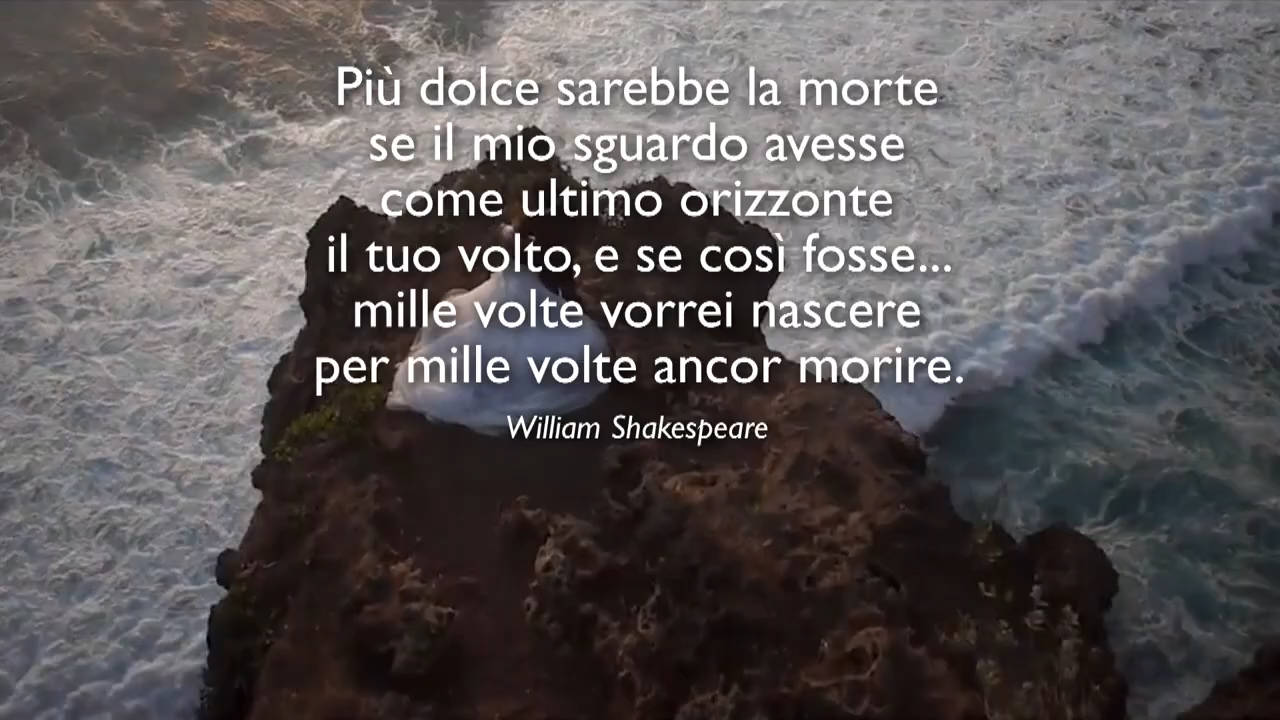 Più dolce sarebbe la morte
se il mio sguardo avesse
come ultimo orizzonte
il tuo volto, e se così fosse...
mille volte vorrei nascere
per mille volte ancor morire.
William Shakespeare